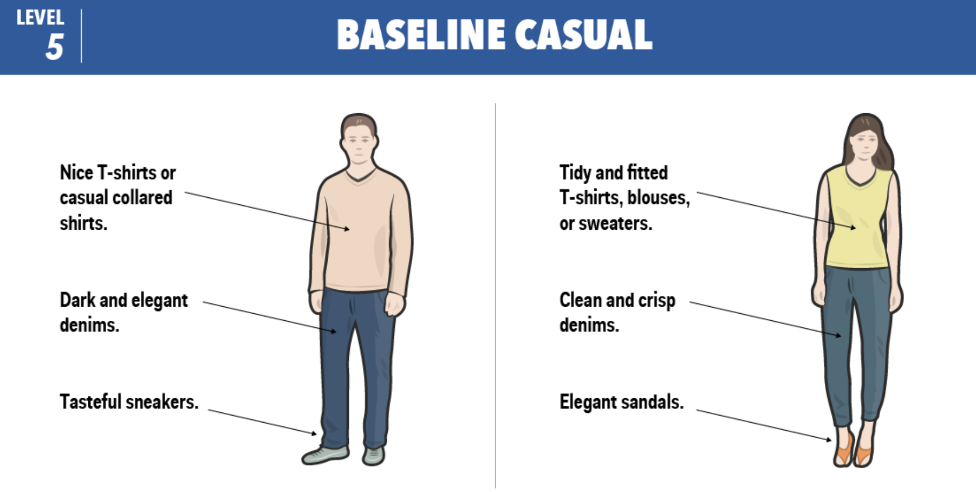 LEVEL
5
BASELINE CASUAL
Nice T-shirts or
casual collared
shirts.
Dark and elegant
denims.
Tasteful sneakers.
Tidy and fitted
T-shirts, blouses,
or sweaters.
Clean and crisp
denims.
Elegant sandals.